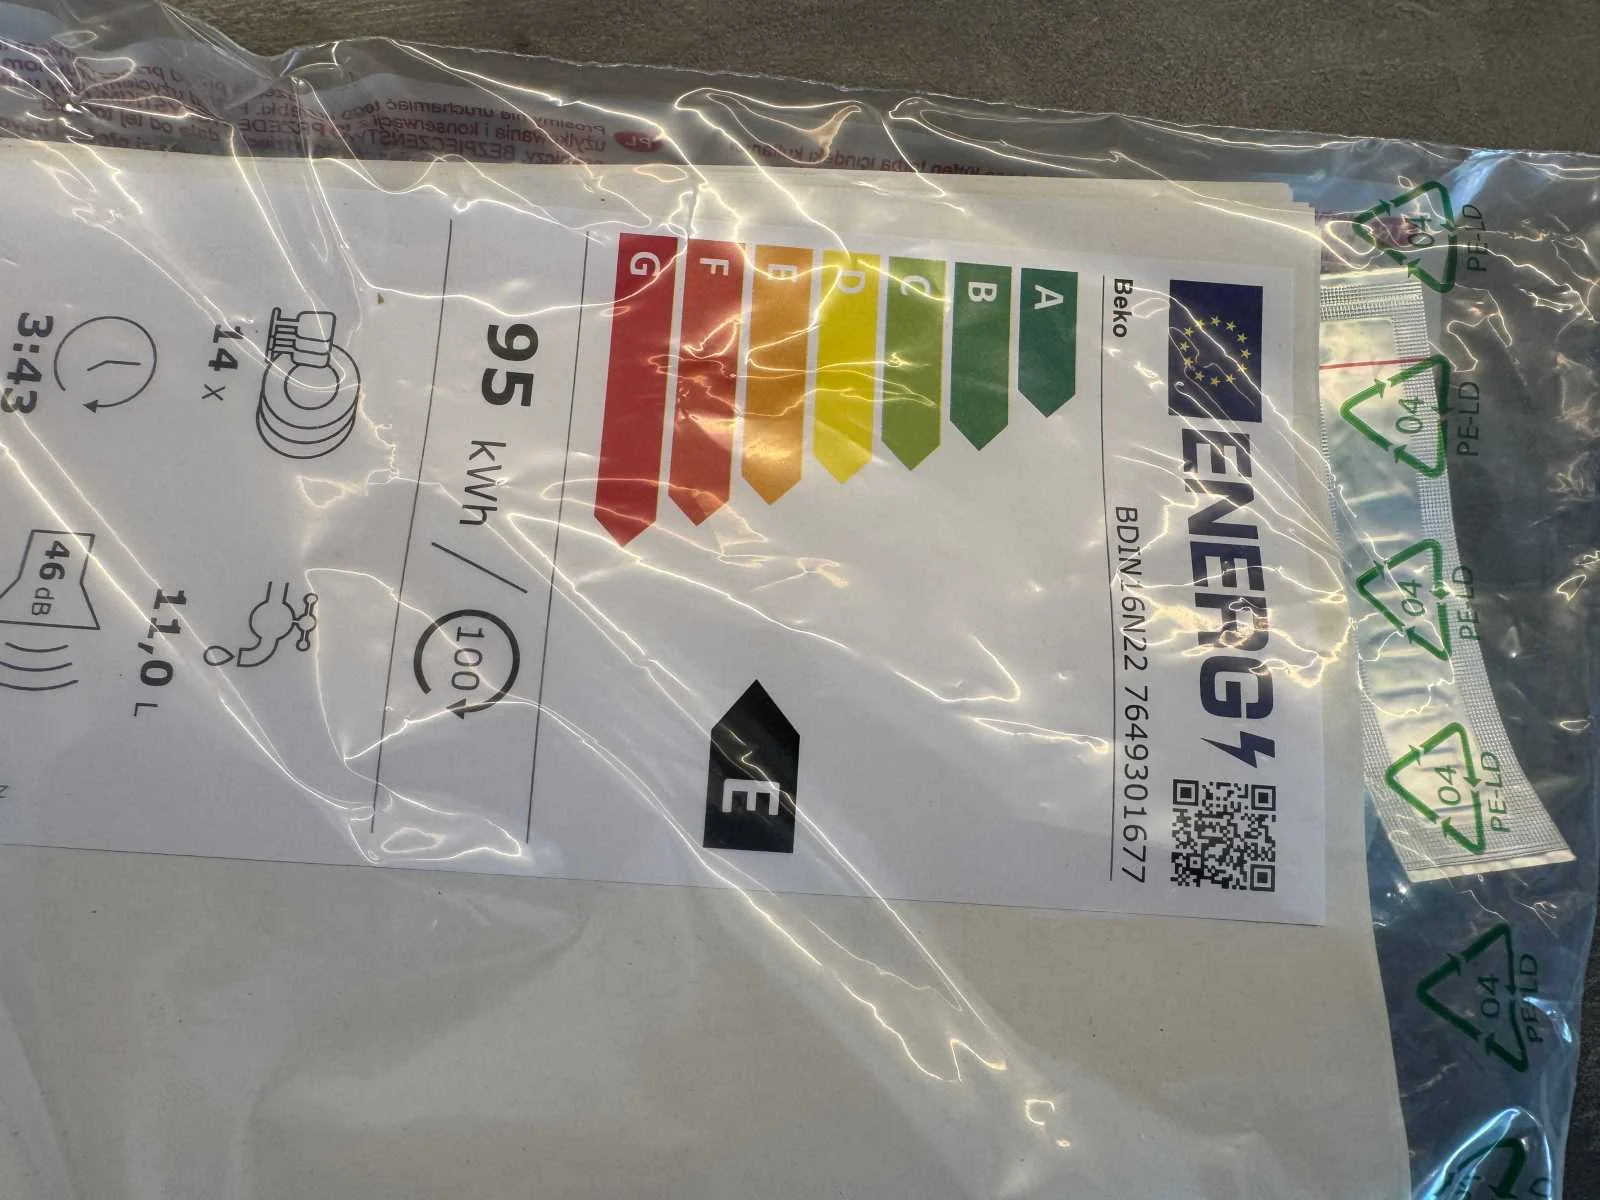 ENERG
Beko
BDIN16N22 7649301677
A
B
C
D
E
F
G
E
95 kWh / 100
14 x
11,0 L
3:43
46 dB
04
PE-LD
04
PE-LD
04
PE-LD
04
PE-LD
04
PE-LD
PL